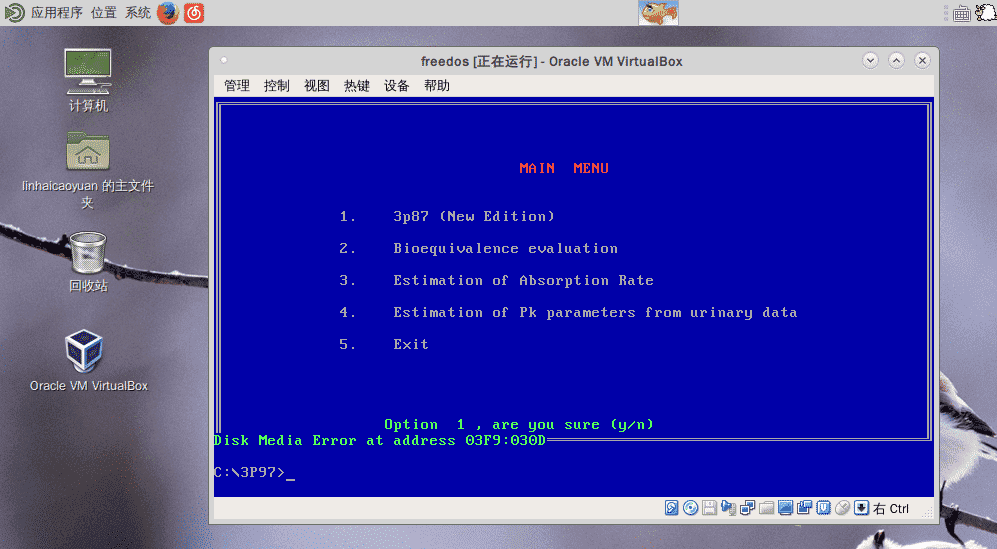 应用程序 位置 系统
计算机
linhaicaoyuan 的主文件
夹
回收站
Oracle VM VirtualBox
freedos [正在运行] - Oracle VM VirtualBox
管理 控制 视图 热键 设备 帮助
MAIN MENU
1. 3p87 (New Edition)
2. Bioequivalence evaluation
3. Estimation of Absorption Rate
4. Estimation of Pk parameters from urinary data
5. Exit
Option 1 , are you sure (y/n)
Disk Media Error at address 03F9:030D
C:\3P97>_
右 Ctrl